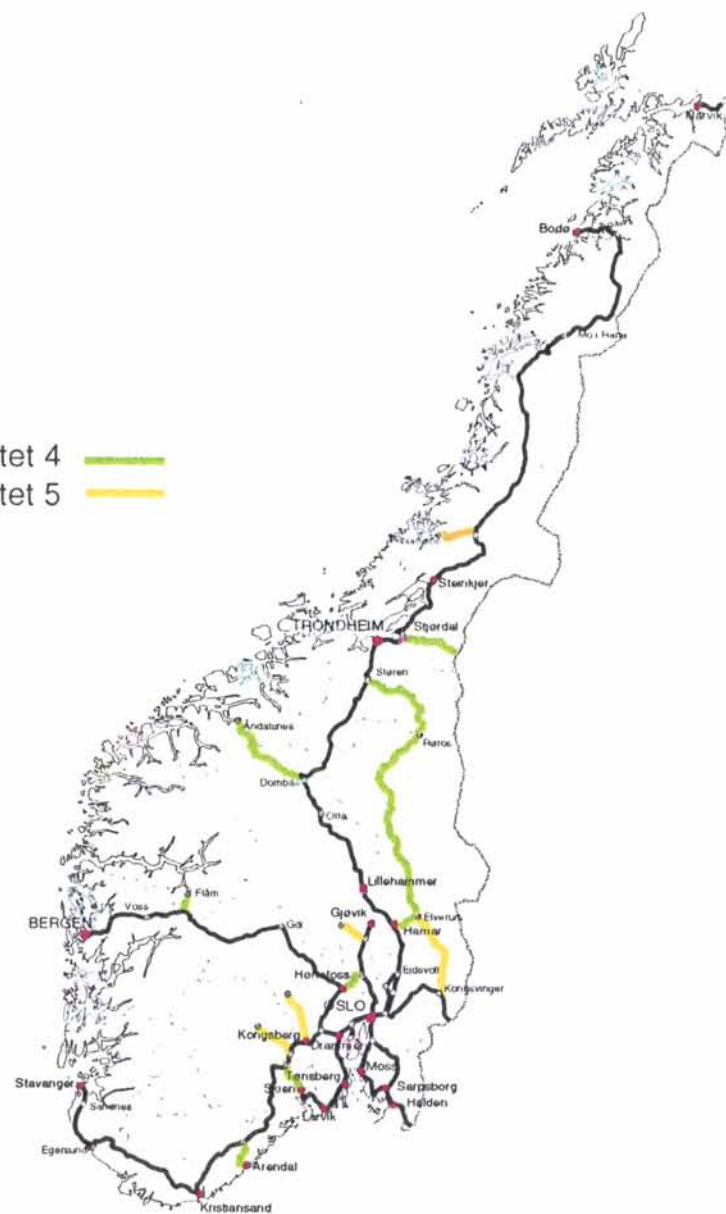 Narvik
Bodø
Mo i Rana
tet 4
tet 5
Steinkjer
TRONDHEIM
Stjørdal
Støren
Åndalsnes
Røros
Dombås
Otta
Lillehammer
Flåm
Voss
Gjøvik
Elverum
BERGEN
Gol
Hamar
Eidsvoll
Hønefoss
Kongsvinger
OSLO
Kongsberg
Drammen
Moss
Tønsberg
Stavanger
Skien
Sarpsborg
Sandnes
Halden
Larvik
Egersund
Arendal
Kristiansand